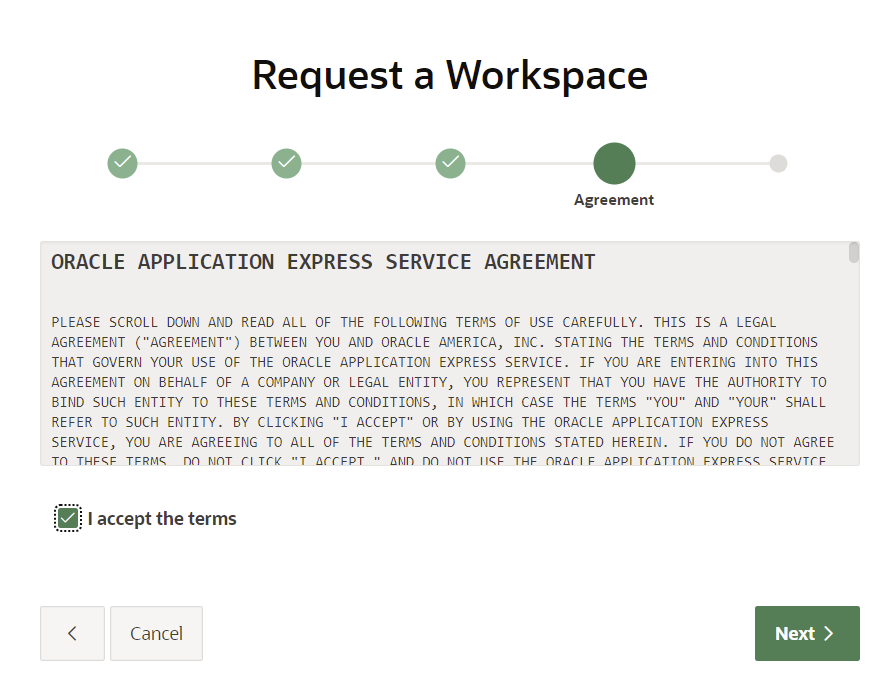 Request a Workspace
Agreement
ORACLE APPLICATION EXPRESS SERVICE AGREEMENT
PLEASE SCROLL DOWN AND READ ALL OF THE FOLLOWING TERMS OF USE CAREFULLY. THIS IS A LEGAL
AGREEMENT ("AGREEMENT") BETWEEN YOU AND ORACLE AMERICA, INC. STATING THE TERMS AND CONDITIONS
THAT GOVERN YOUR USE OF THE ORACLE APPLICATION EXPRESS SERVICE. IF YOU ARE ENTERING INTO THIS
AGREEMENT ON BEHALF OF A COMPANY OR LEGAL ENTITY, YOU REPRESENT THAT YOU HAVE THE AUTHORITY TO
BIND SUCH ENTITY TO THESE TERMS AND CONDITIONS, IN WHICH CASE THE TERMS "YOU" AND "YOUR" SHALL
REFER TO SUCH ENTITY. BY CLICKING "I ACCEPT" OR BY USING THE ORACLE APPLICATION EXPRESS
SERVICE, YOU ARE AGREEING TO ALL OF THE TERMS AND CONDITIONS STATED HEREIN. IF YOU DO NOT AGREE
TO THESE TERMS, DO NOT CLICK "I ACCEPT," AND DO NOT USE THE ORACLE APPLICATION EXPRESS SERVICE.
I accept the terms
Cancel
Next